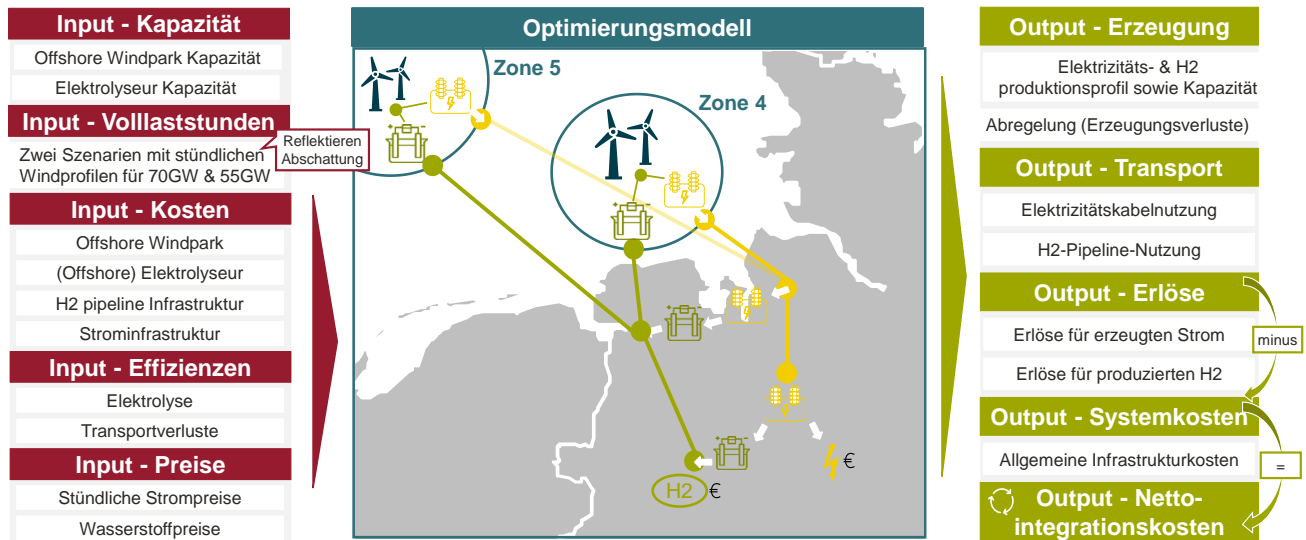 Input - Kapazität
Offshore Windpark Kapazität
Elektrolyseur Kapazität
Input - Volllaststunden
Zwei Szenarien mit stündlichen
Windprofilen für 70GW & 55GW
Reflektieren
Abschattung
Input - Kosten
Offshore Windpark
(Offshore) Elektrolyseur
H2 pipeline Infrastruktur
Strominfrastruktur
Input - Effizienzen
Elektrolyse
Transportverluste
Input - Preise
Stündliche Strompreise
Wasserstoffpreise
Optimierungsmodell
Zone 5
Zone 4
H2 €
€
Output - Erzeugung
Elektrizitäts- & H2
produktionsprofil sowie Kapazität
Abregelung (Erzeugungsverluste)
Output - Transport
Elektrizitätskabelnutzung
H2-Pipeline-Nutzung
Output - Erlöse
Erlöse für erzeugten Strom
minus
Erlöse für produzierten H2
Output - Systemkosten
Allgemeine Infrastrukturkosten
=
Output - Netto-
integrationskosten